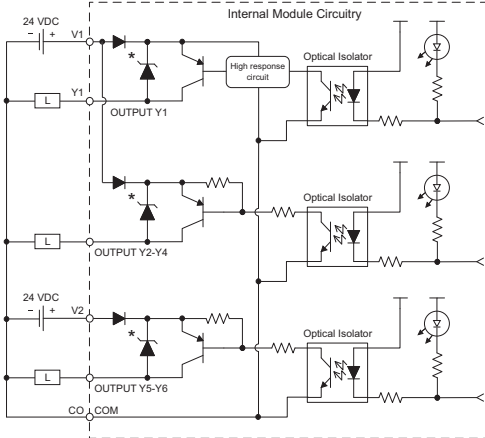 Internal Module Circuitry
24 VDC
− + V1
*
High response
circuit
Optical Isolator
Y1
L
OUTPUT Y1
Optical Isolator
*
L
OUTPUT Y2-Y4
24 VDC
− + V2
*
Optical Isolator
L
OUTPUT Y5-Y6
CO COM